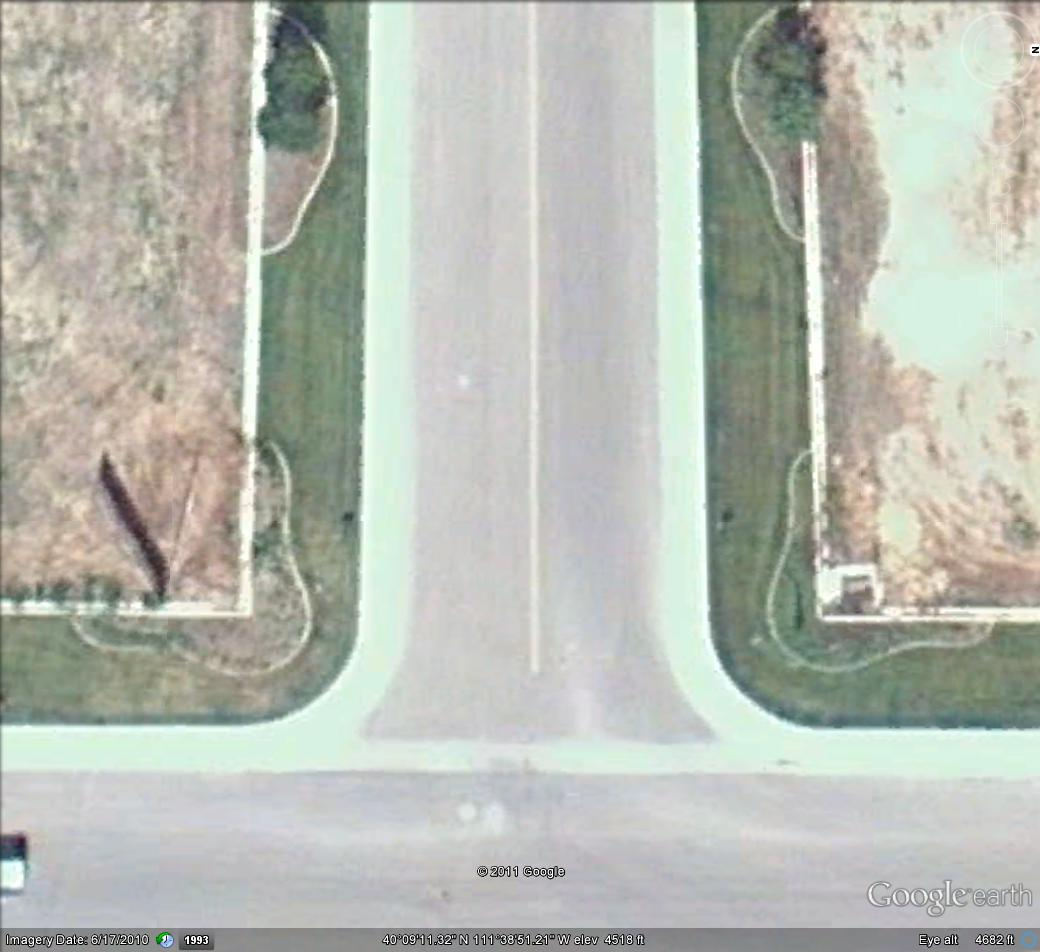 N
© 2011 Google
Google earth
Imagery Date: 6/17/2010 1993 40°09'11.32" N 111°38'51.21" W elev 4518 ft Eye alt 4682 ft